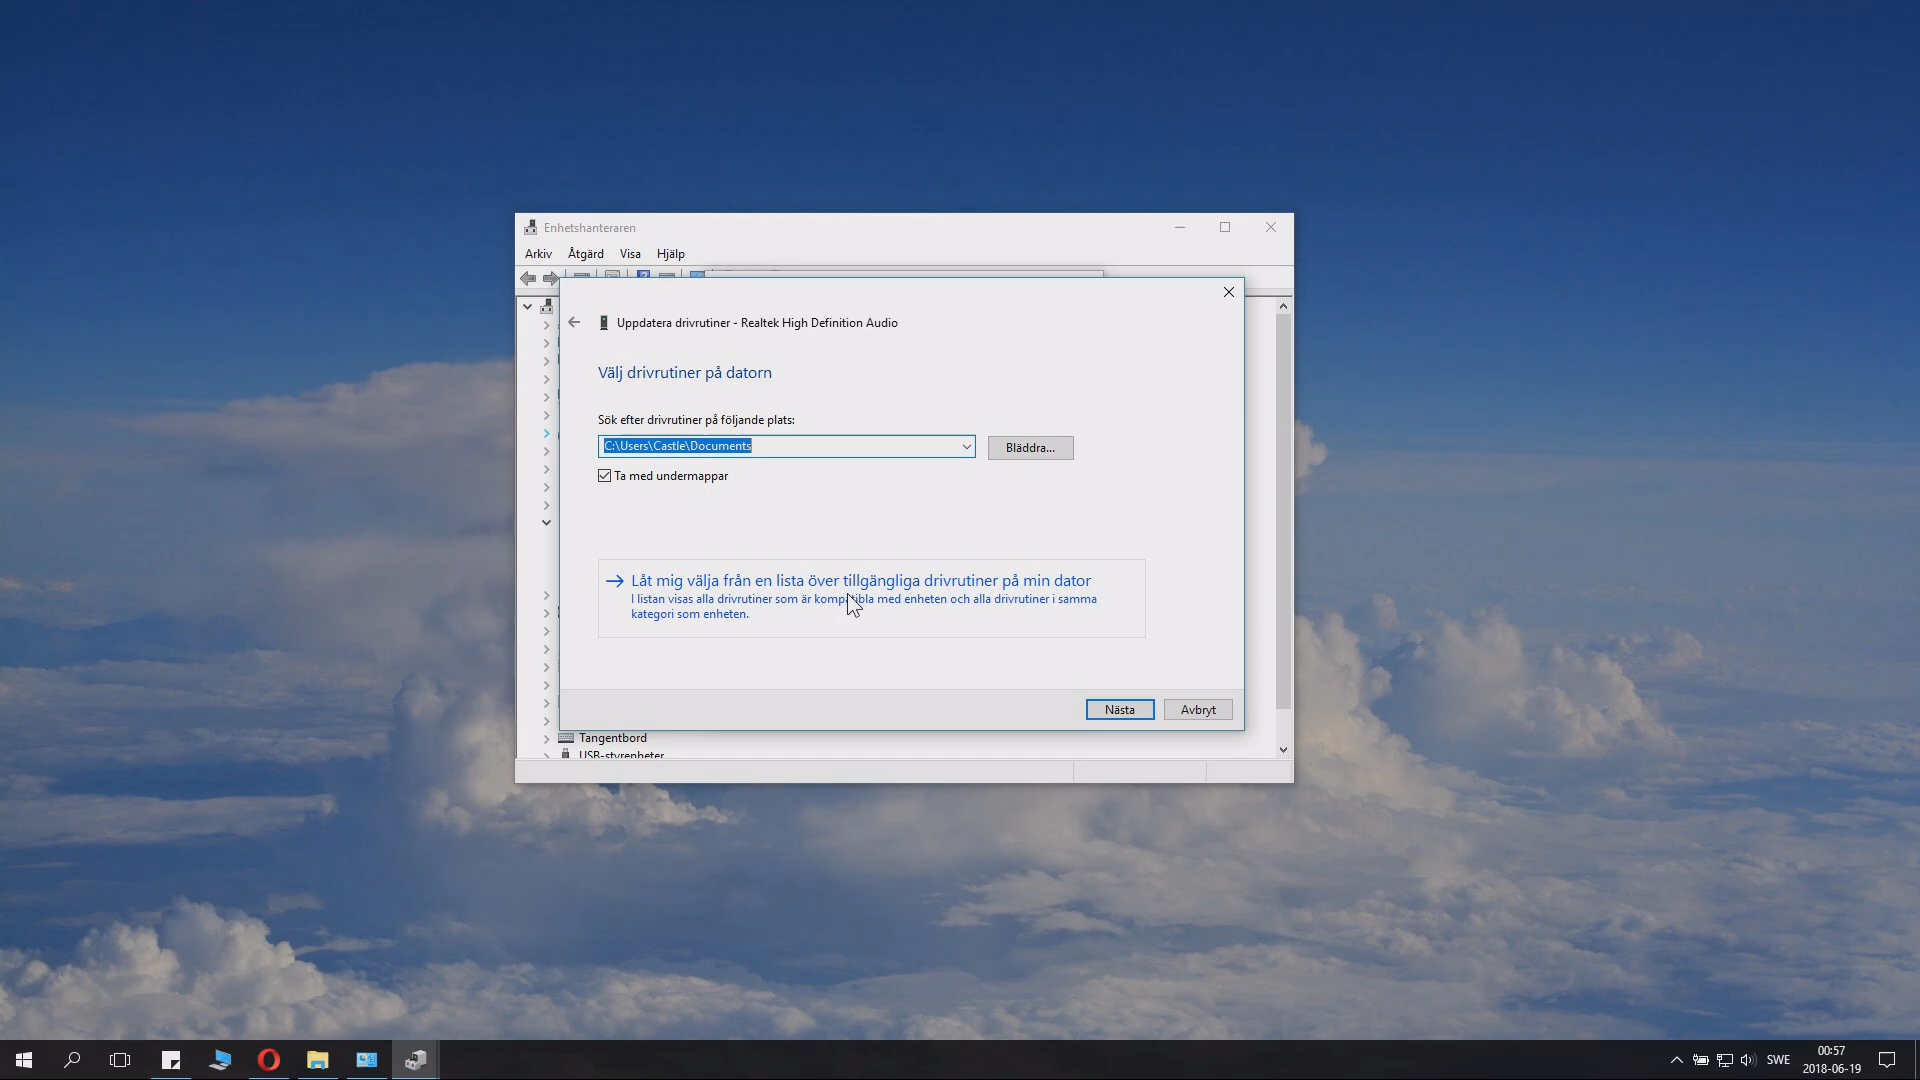 Enhetshanteraren
Arkiv Åtgärd Visa Hjälp
Uppdatera drivrutiner - Realtek High Definition Audio
Välj drivrutiner på datorn
Sök efter drivrutiner på följande plats:
C:\Users\Castle\Documents
Bläddra...
Ta med undermappar
Låt mig välja från en lista över tillgängliga drivrutiner på min dator
I listan visas alla drivrutiner som är kompatibla med enheten och alla drivrutiner i samma
kategori som enheten.
Nästa Avbryt
Tangentbord
USB-styrenheter
SWE
00:57
2018-06-19